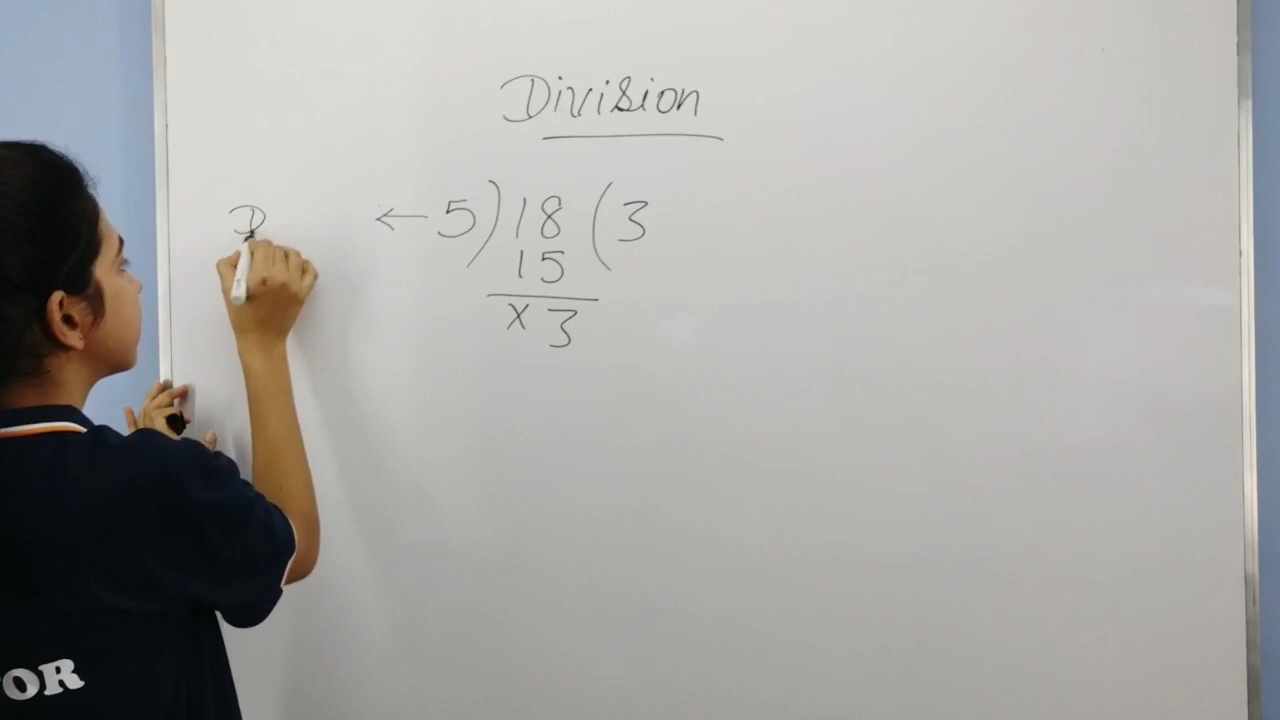 Division
D ← 5) 18 (3
15
x 3
OR